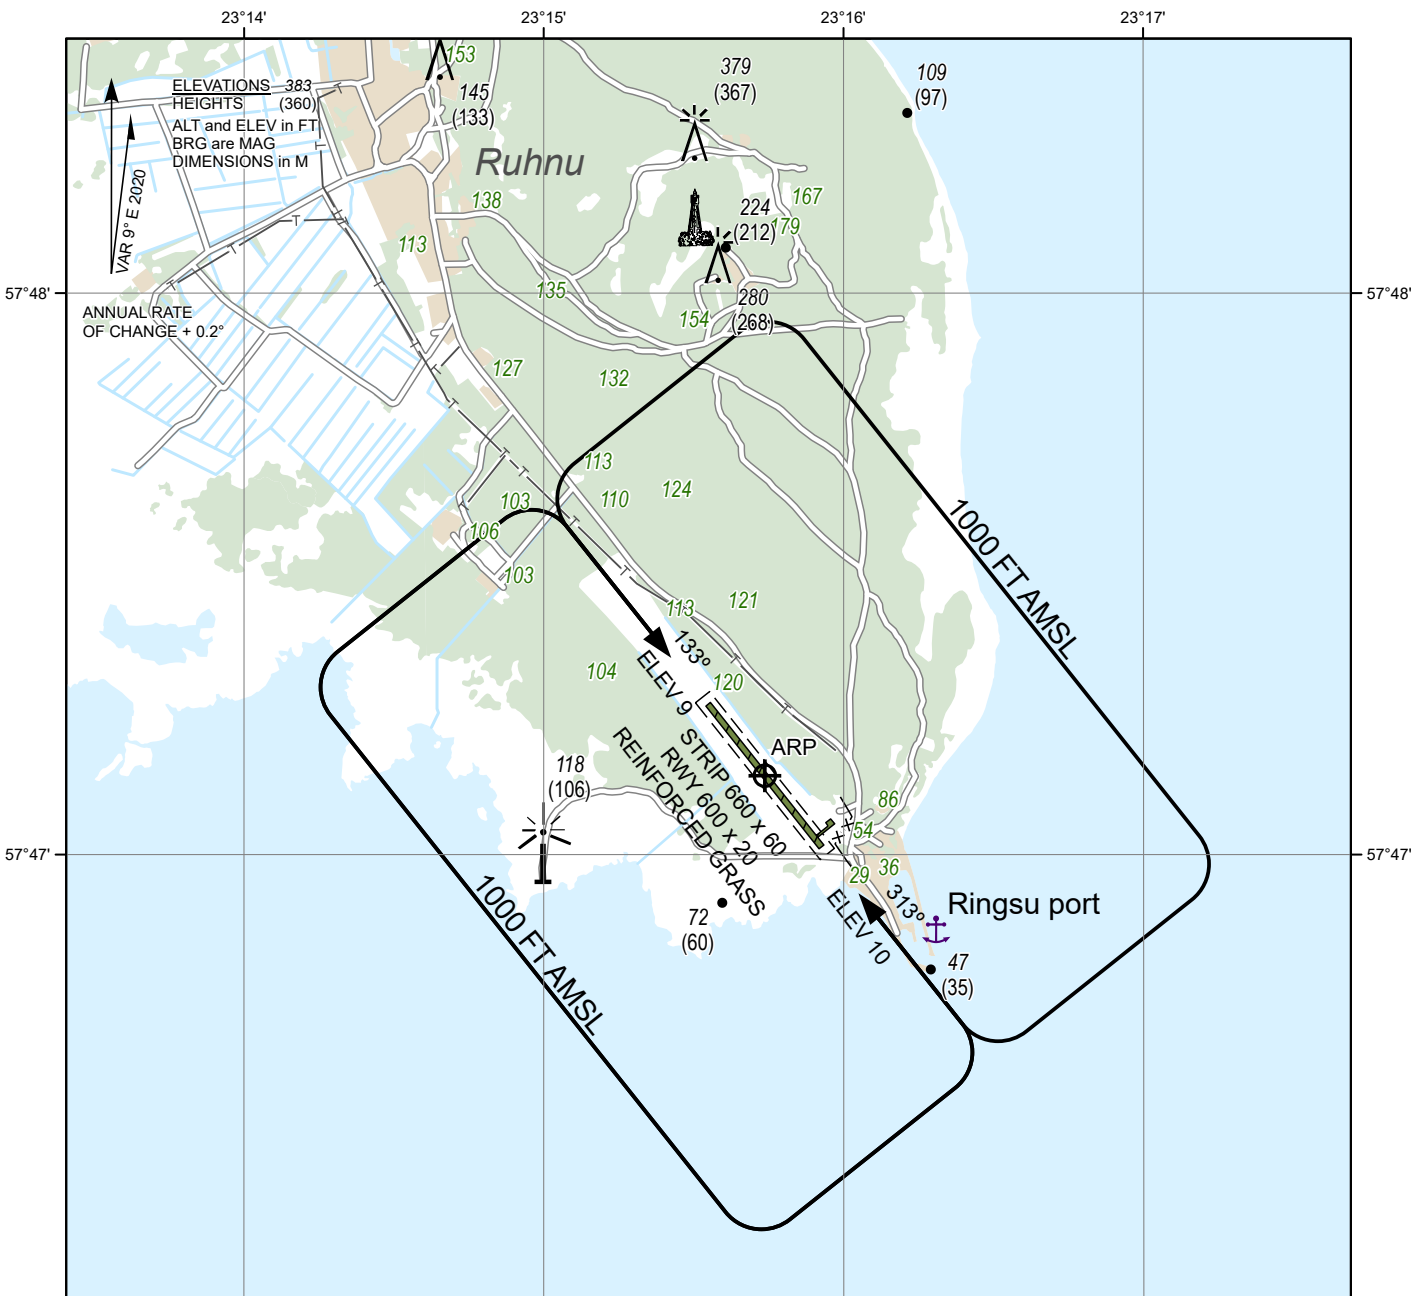 23°14'
23°15'
23°16'
23°17'
153
379
(367)
109
(97)
ELEVATIONS 383
HEIGHTS (360)
145
(133)
ALT and ELEV in FT
BRG are MAG
DIMENSIONS in M
Ruhnu
VAR 9° E 2020
138
167
224
(212)
179
113
57°48'
57°48'
135
280
(268)
ANNUAL RATE
OF CHANGE + 0.2°
154
127
132
113
124
110
103
106
103
1000 FT AMSL
121
113
133°
104
120
ELEV 9
ARP
STRIP 660 x 60
RWY 600 x 20
REINFORCED GRASS
118
(106)
86
54
57°47'
57°47'
36
29
313°
1000 FT AMSL
ELEV 10
Ringsu port
72
(60)
47
(35)